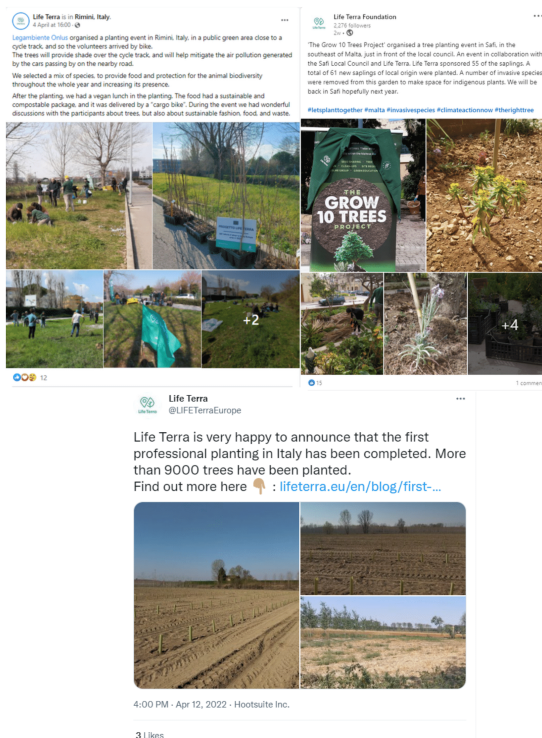 Life Terra is in Rimini, Italy.
4 April at 16:00 ·
Legambiente Onlus organised a planting event in Rimini, Italy, in a public green area close to a
cycle track, and so the volunteers arrived by bike.
The trees will provide shade over the cycle track, and will help mitigate the air pollution generated
by the cars passing by on the nearby road.
We selected a mix of species, to provide food and protection for the animal biodiversity
throughout the whole year and increasing its presence.
After the planting, we had a vegan lunch in the planting. The food had a sustainable and
compostable package, and it was delivered by a "cargo bike". During the event we had wonderful
discussions with the participants about trees, but also about sustainable fashion, food, and waste.
+2
12
Life Terra Foundation
2,276 followers
2w •
'The Grow 10 Trees Project' organised a tree planting event in Safi, in the
southeast of Malta, just in front of the local council. An event in collaboration with
the Safi Local Council and Life Terra. Life Terra sponsored 55 of the saplings. A
total of 61 new saplings of local origin were planted. A number of invasive species
were removed from this garden to make space for indigenous plants. We will be
back in Safi hopefully next year.
#letsplanttogether #malta #invasivespecies #climateactionnow #therighttree
THE
GROW
10 TREES
PROJECT
+4
15
1 commen
Life Terra
@LIFETerraEurope
Life Terra is very happy to announce that the first
professional planting in Italy has been completed. More
than 9000 trees have been planted.
Find out more here 👇🏼 : lifeterra.eu/en/blog/first-...
4:00 PM · Apr 12, 2022 · Hootsuite Inc.
3 Likes